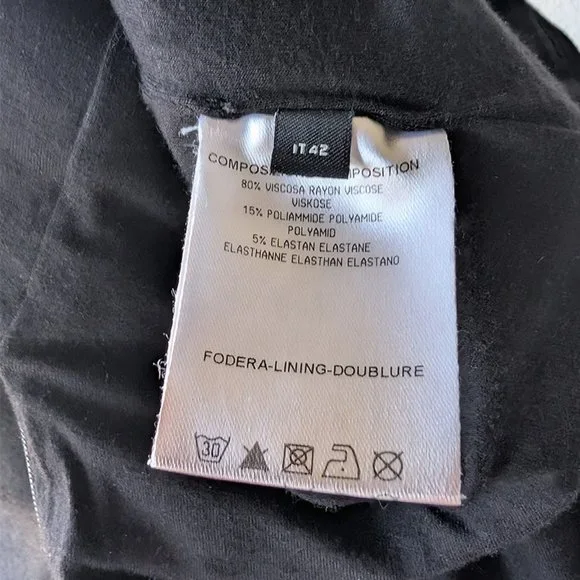 IT 42
COMPOS POSITION
80% VISCOSA RAYON VISCOSE
VISKOSE
15% POLIAMMIDE POLYAMIDE
POLYAMID
5% ELASTAN ELASTANE
ELASTHANNE ELASTHAN ELASTANO
FODERA-LINING-DOUBLURE
30